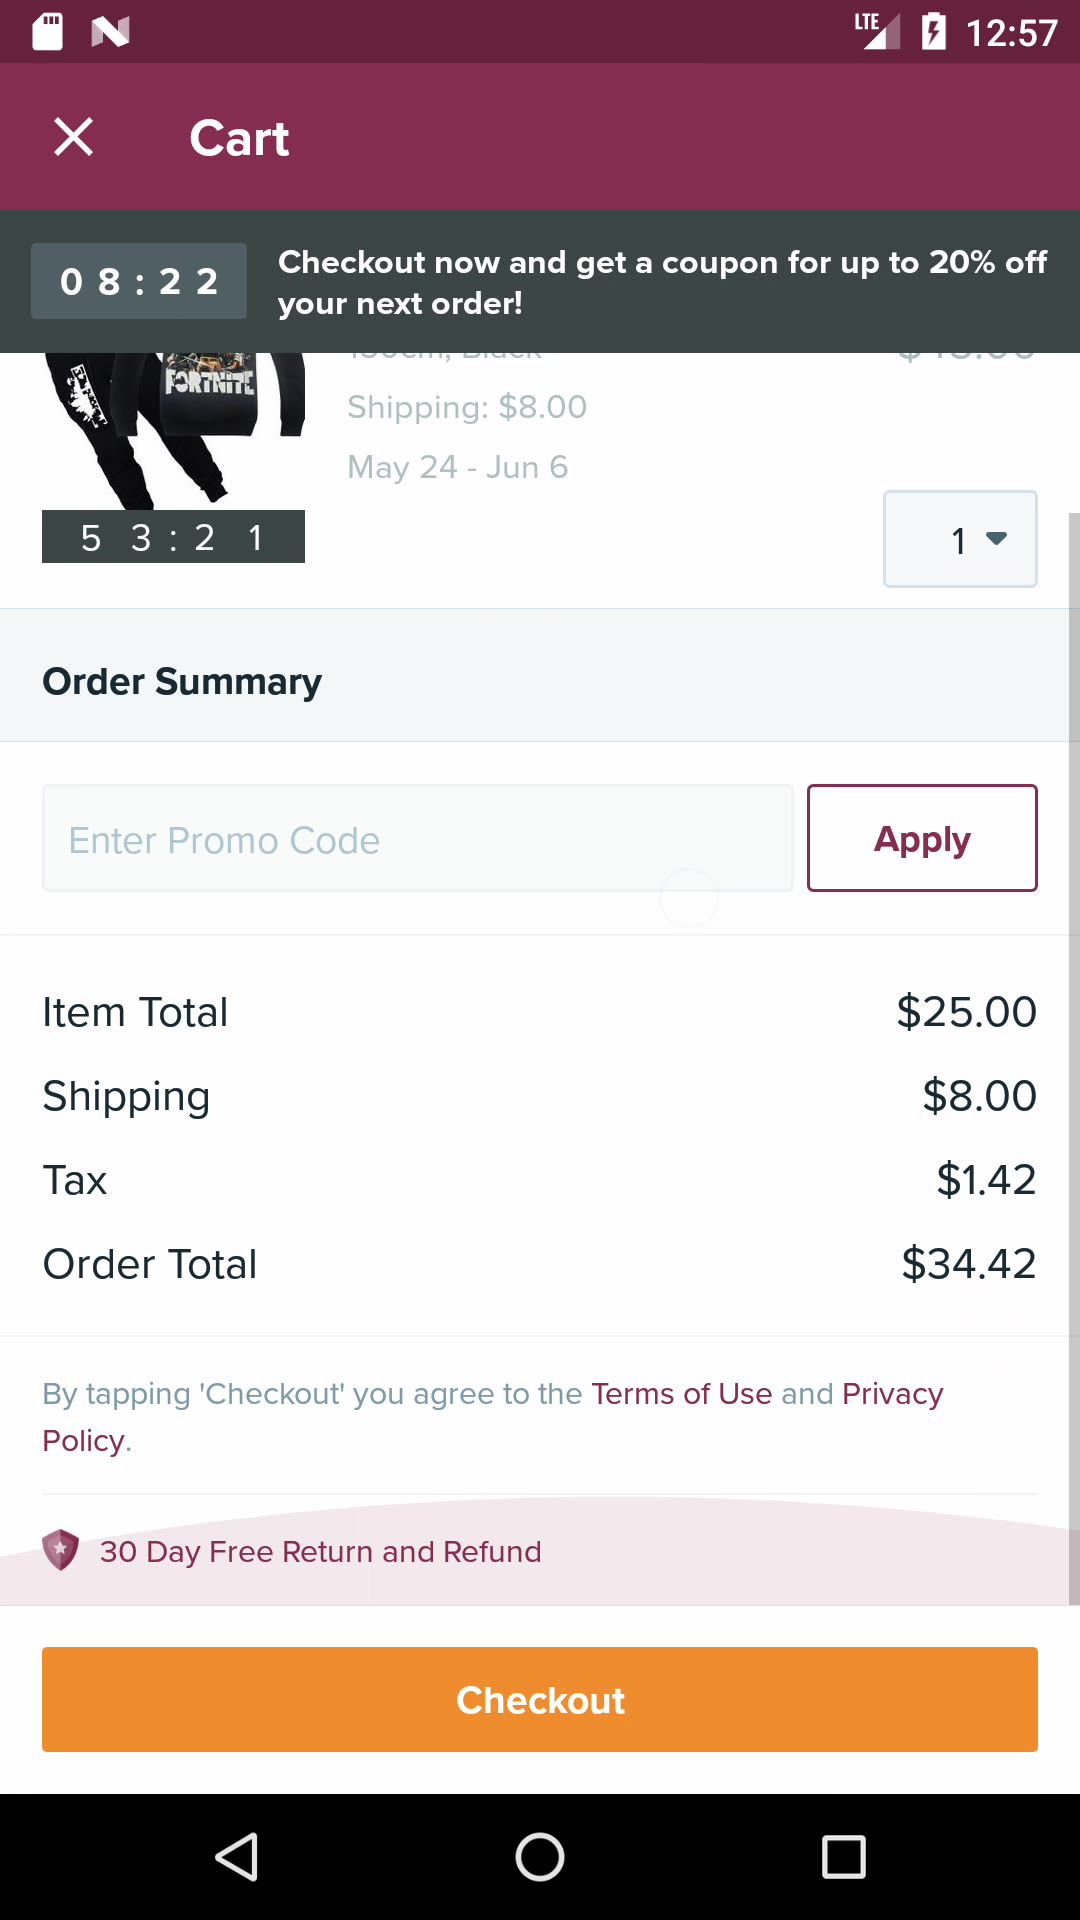 LTE 12:57
Cart
08:22
Checkout now and get a coupon for up to 20% off
your next order!
FORTNITE
Shipping: $8.00
May 24 - Jun 6
53:21
1
Order Summary
Enter Promo Code
Apply
Item Total $25.00
Shipping $8.00
Tax $1.42
Order Total $34.42
By tapping 'Checkout' you agree to the Terms of Use and Privacy
Policy.
30 Day Free Return and Refund
Checkout